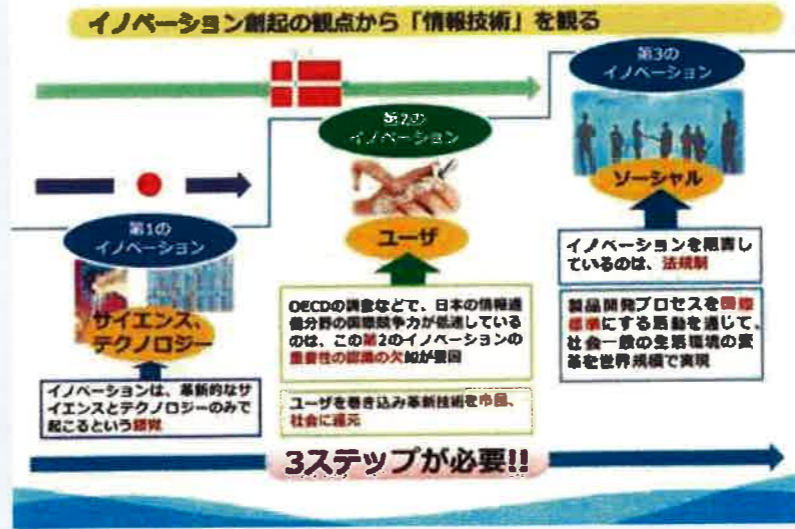 イノベーション創起の観点から「情報技術」を観る
第3の
イノベーション
第2の
イノベーション
ソーシャル
第1の
イノベーション
ユーザ
イノベーションを阻害し
ているのは、法規制
サイエンス、
テクノロジー
OECDの調査などで、日本の情報通
信分野の国際競争力が低迷している
のは、この第2のイノベーションの
重要性の認識の欠如が要因
製品開発プロセスを国際
標準にする活動を通じて、
社会一般の生活環境の変
革を世界規模で実現
イノベーションは、革新的なサ
イエンスとテクノロジーのみで
起こるという錯覚
ユーザを巻き込み革新技術を市民、
社会に還元
3ステップが必要!!